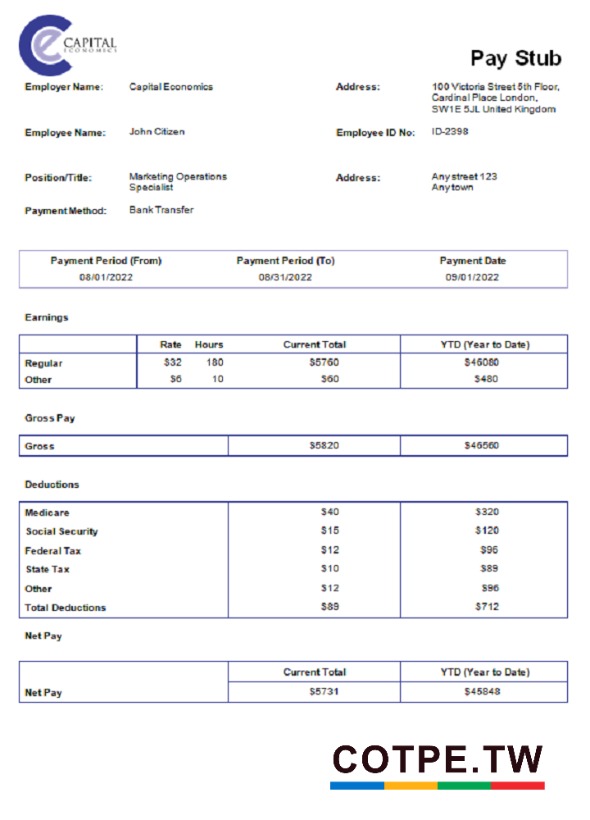 CAPITAL
ECONOMICS
Pay Stub
Employer Name: Capital Economics Address: 100 Victoria Street 5th Floor,
Cardinal Place London,
SW1E 5JL United Kingdom
Employee Name: John Citizen Employee ID No: ID-2398
Position/Title: Marketing Operations Address: Any street 123
Specialist Any town
Payment Method: Bank Transfer
Payment Period (From) Payment Period (To) Payment Date
08/01/2022 08/31/2022 09/01/2022
Earnings
Rate Hours Current Total YTD (Year to Date)
Regular $32 180 $5760 $46080
Other $6 10 $60 $480
Gross Pay
Gross $5820 $46560
Deductions
Medicare $40 $320
Social Security $15 $120
Federal Tax $12 $96
State Tax $10 $89
Other $12 $96
Total Deductions $89 $712
Net Pay
Current Total YTD (Year to Date)
Net Pay $5731 $45848
COTPE.TW